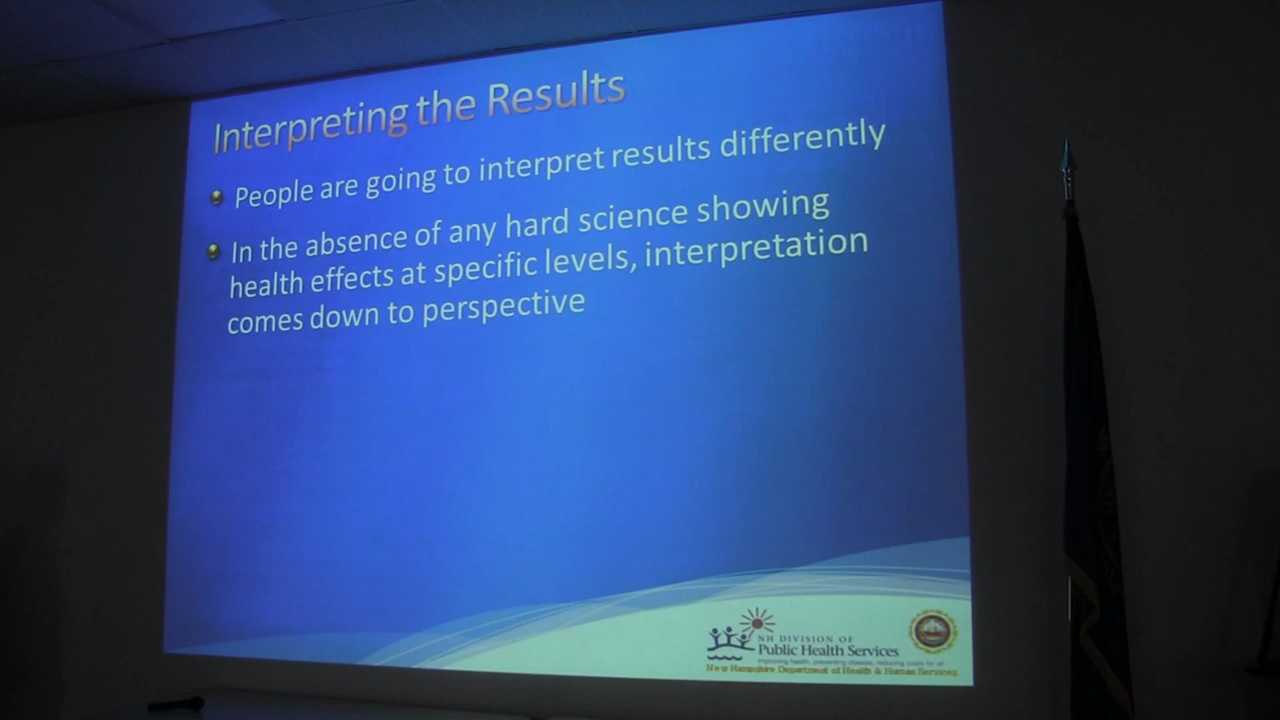 Interpreting the Results
People are going to interpret results differently
In the absence of any hard science showing
health effects at specific levels, interpretation
comes down to perspective
NH DIVISION OF
Public Health Services
Improving health, preventing disease, reducing costs for all
New Hampshire Department of Health & Human Services